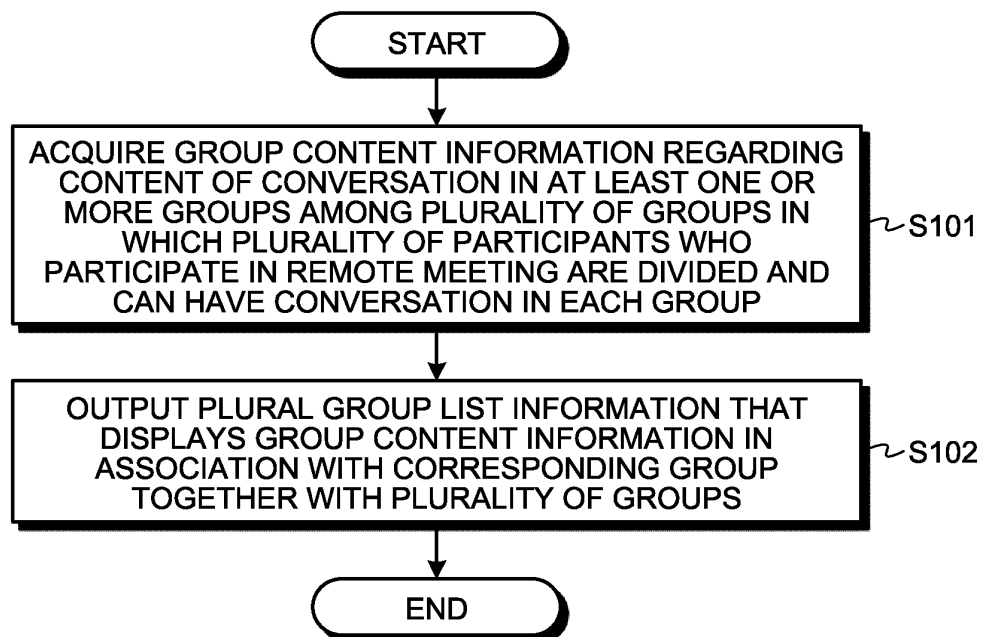 START
ACQUIRE GROUP CONTENT INFORMATION REGARDING
CONTENT OF CONVERSATION IN AT LEAST ONE OR
MORE GROUPS AMONG PLURALITY OF GROUPS IN
WHICH PLURALITY OF PARTICIPANTS WHO
PARTICIPATE IN REMOTE MEETING ARE DIVIDED AND
CAN HAVE CONVERSATION IN EACH GROUP
S101
OUTPUT PLURAL GROUP LIST INFORMATION THAT
DISPLAYS GROUP CONTENT INFORMATION IN
ASSOCIATION WITH CORRESPONDING GROUP
TOGETHER WITH PLURALITY OF GROUPS
S102
END